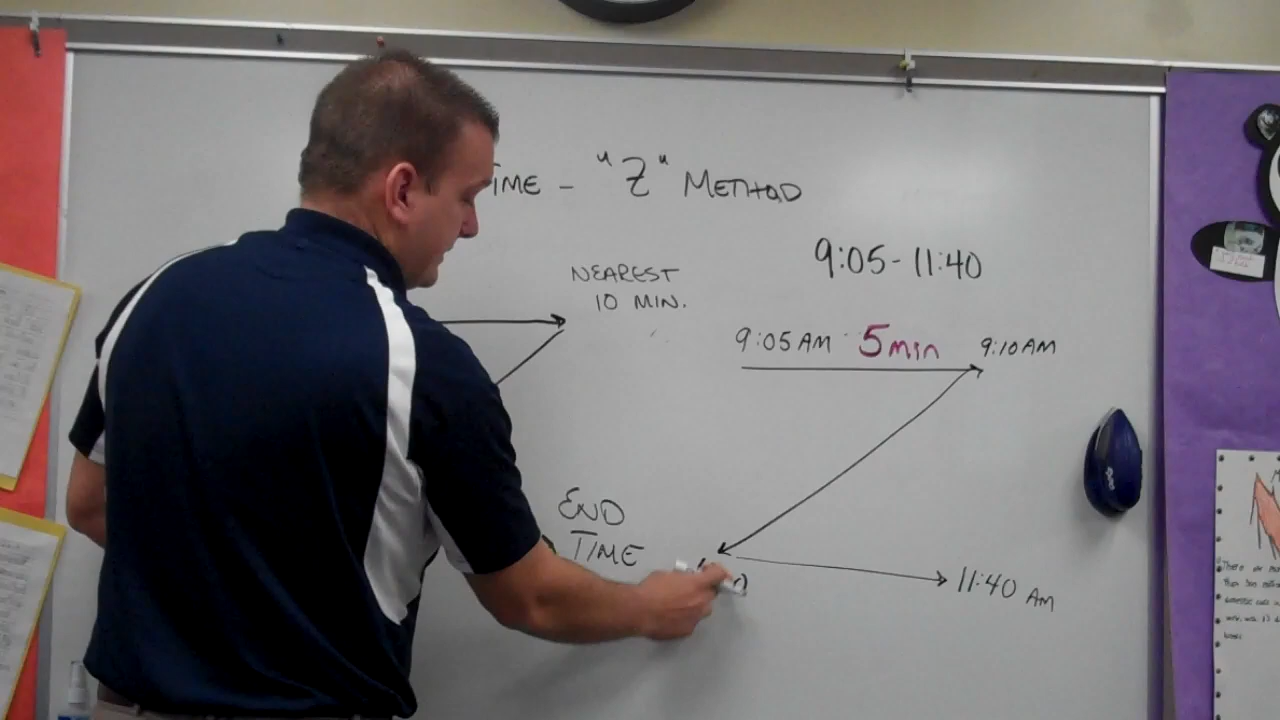 IME - "Z" METHOD
9:05 - 11:40
NEAREST
10 MIN.
9:05 AM 5 min 9:10 AM
END
TIME
11:40 AM